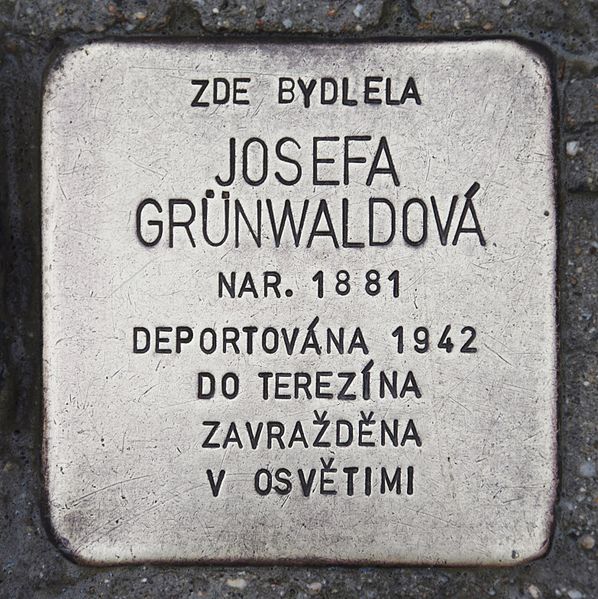 ZDE BYDLELA
JOSEFA
GRÜNWALDOVÁ
NAR. 1881
DEPORTOVÁNA 1942
DO TEREZÍNA
ZAVRAŽDĚNA
V OSVĚTIMI